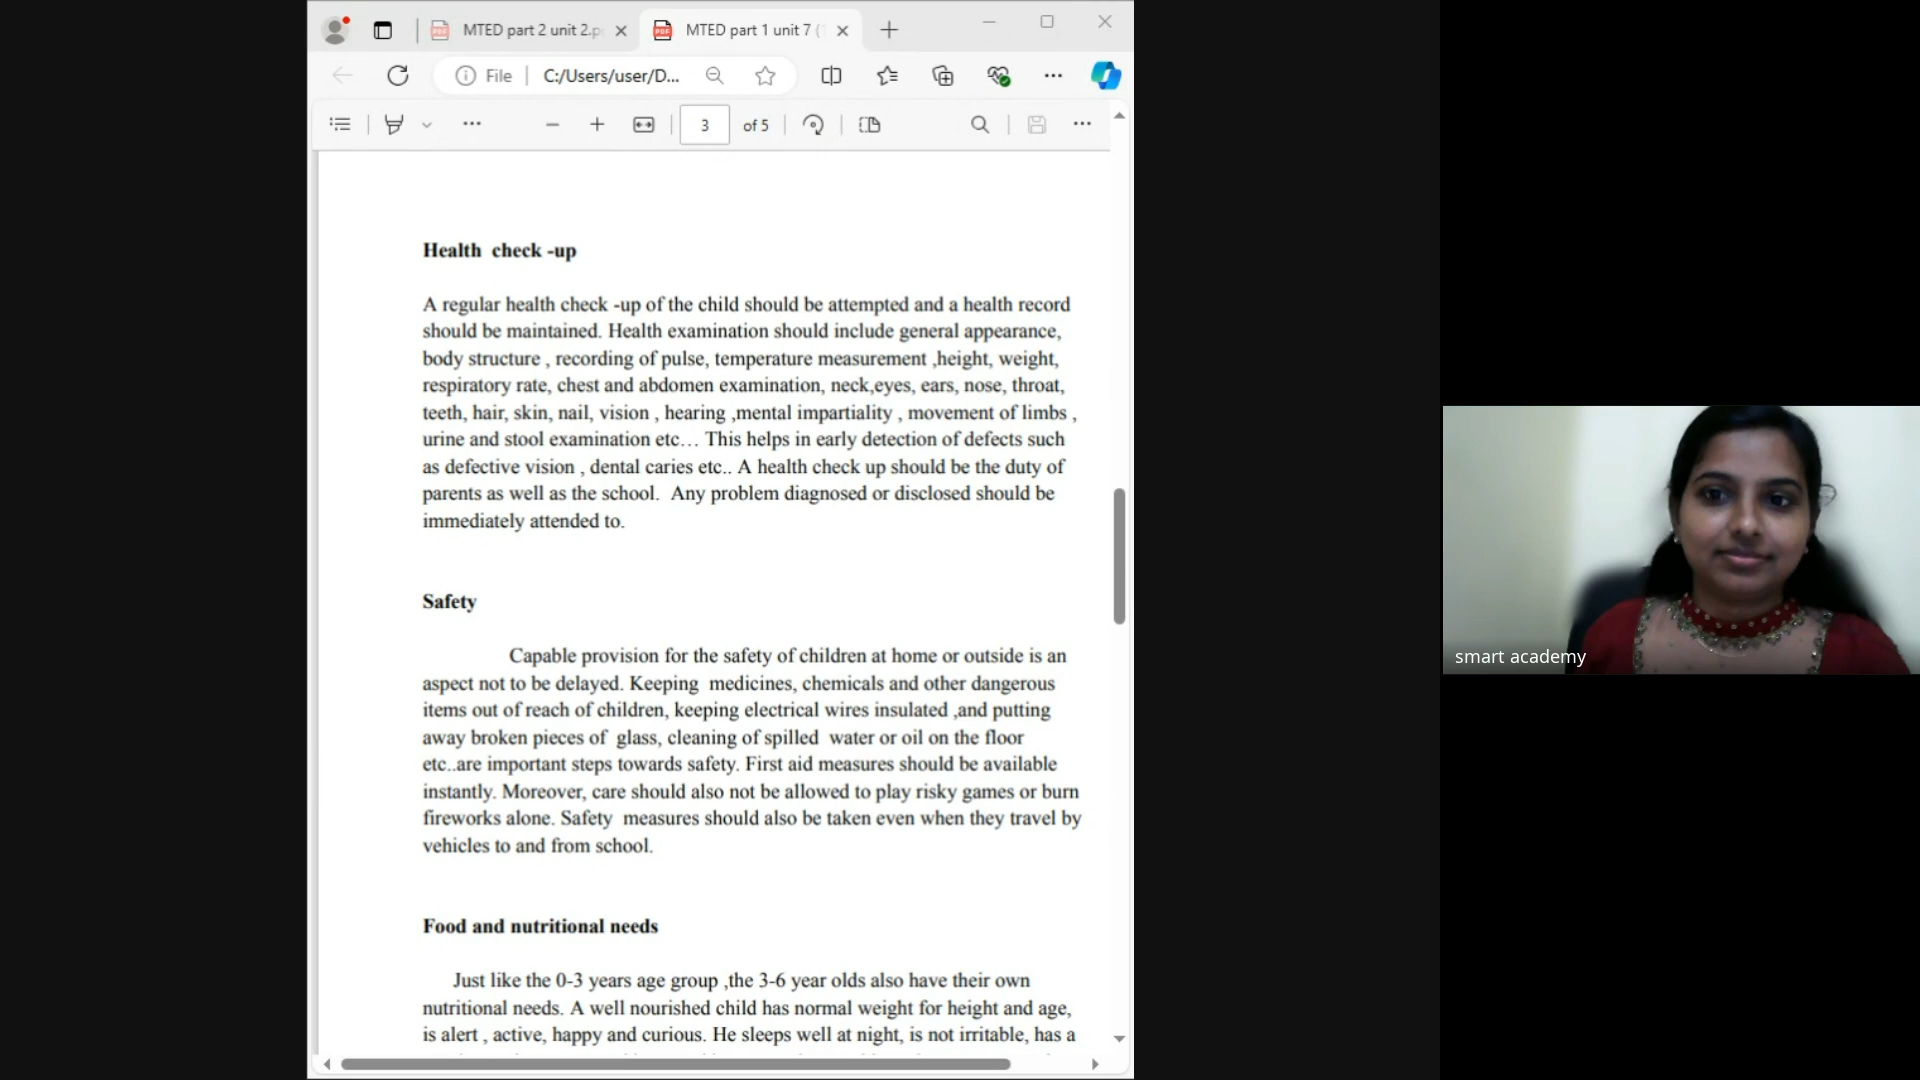 MTED part 2 unit 2.p
MTED part 1 unit 7 (
File
C:/Users/user/D...
3 of 5
Health check -up
A regular health check -up of the child should be attempted and a health record
should be maintained. Health examination should include general appearance,
body structure , recording of pulse, temperature measurement ,height, weight,
respiratory rate, chest and abdomen examination, neck,eyes, ears, nose, throat,
teeth, hair, skin, nail, vision , hearing ,mental impartiality , movement of limbs ,
urine and stool examination etc... This helps in early detection of defects such
as defective vision , dental caries etc.. A health check up should be the duty of
parents as well as the school. Any problem diagnosed or disclosed should be
immediately attended to.
Safety
Capable provision for the safety of children at home or outside is an
aspect not to be delayed. Keeping medicines, chemicals and other dangerous
items out of reach of children, keeping electrical wires insulated ,and putting
away broken pieces of glass, cleaning of spilled water or oil on the floor
etc..are important steps towards safety. First aid measures should be available
instantly. Moreover, care should also not be allowed to play risky games or burn
fireworks alone. Safety measures should also be taken even when they travel by
vehicles to and from school.
Food and nutritional needs
Just like the 0-3 years age group ,the 3-6 year olds also have their own
nutritional needs. A well nourished child has normal weight for height and age,
is alert , active, happy and curious. He sleeps well at night, is not irritable, has a
smart academy